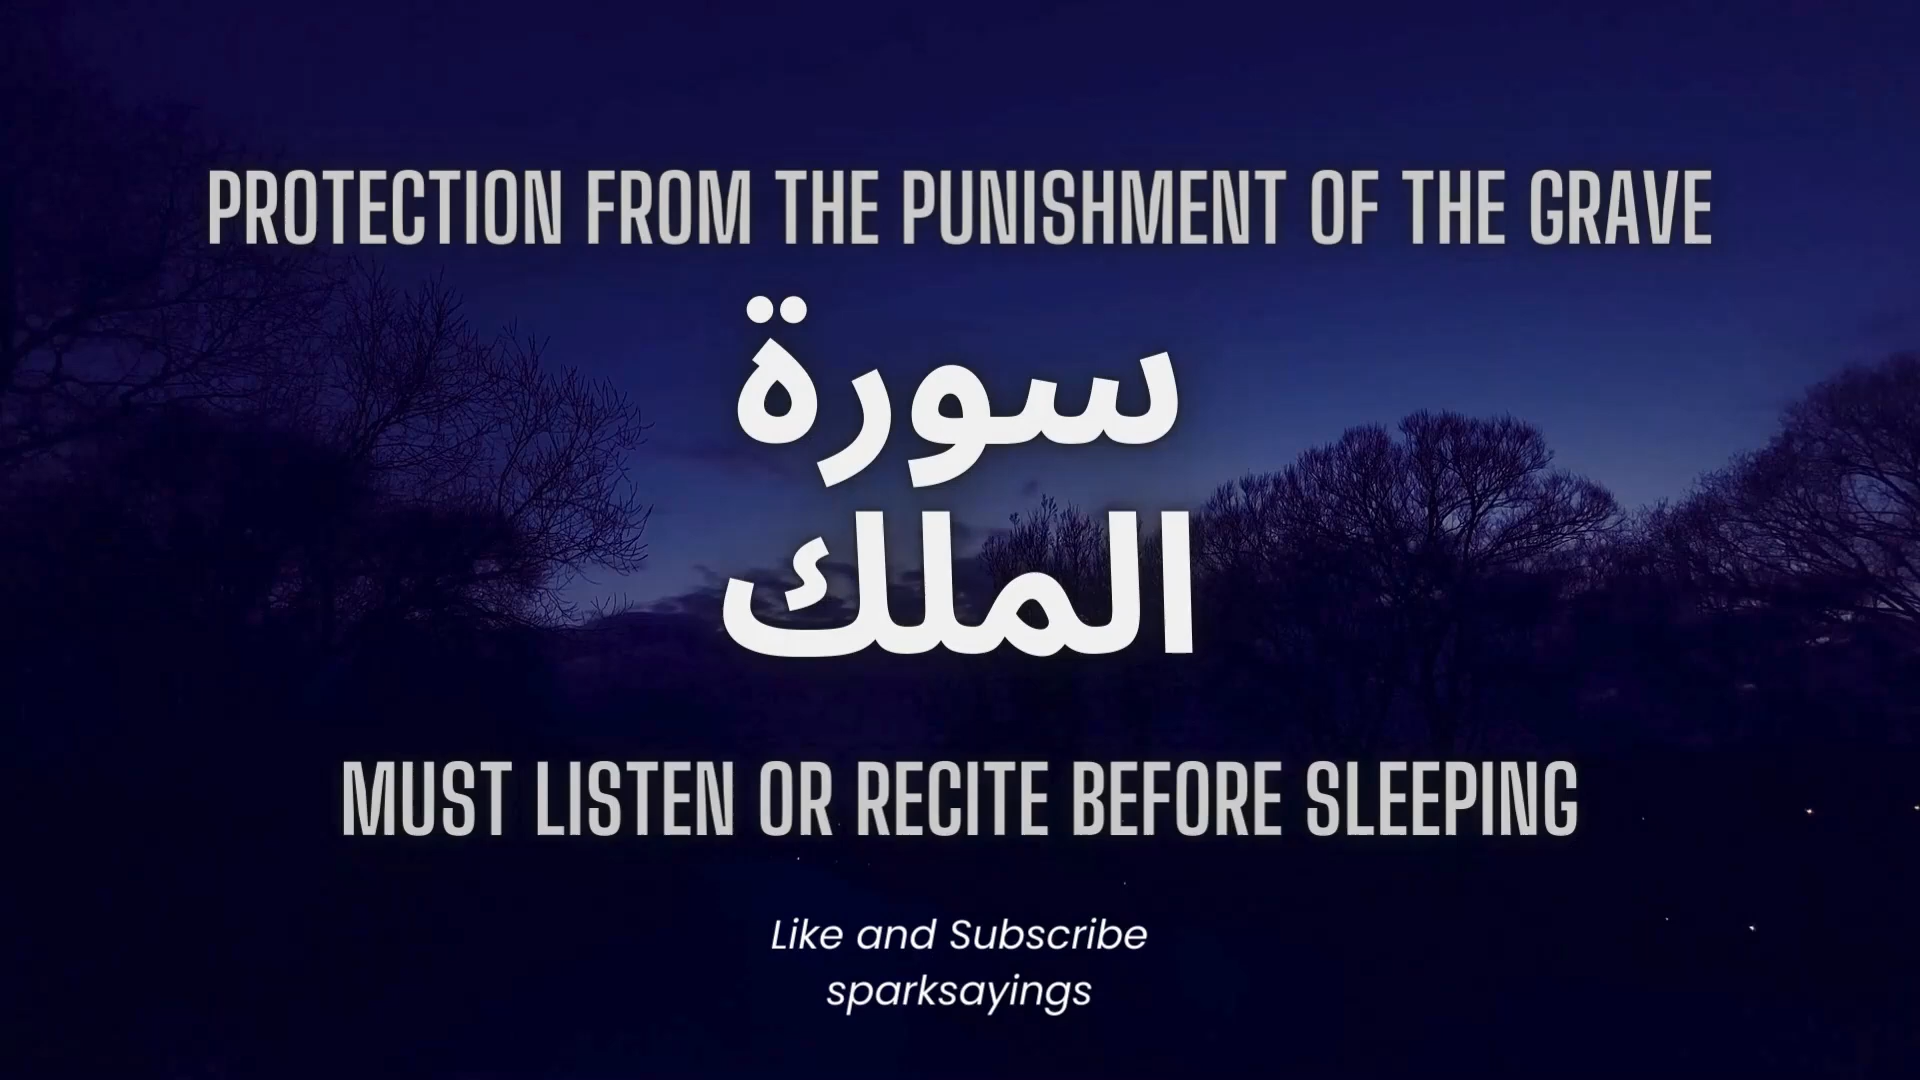 PROTECTION FROM THE PUNISHMENT OF THE GRAVE
سورة
الملك
MUST LISTEN OR RECITE BEFORE SLEEPING
Like and Subscribe
sparksayings